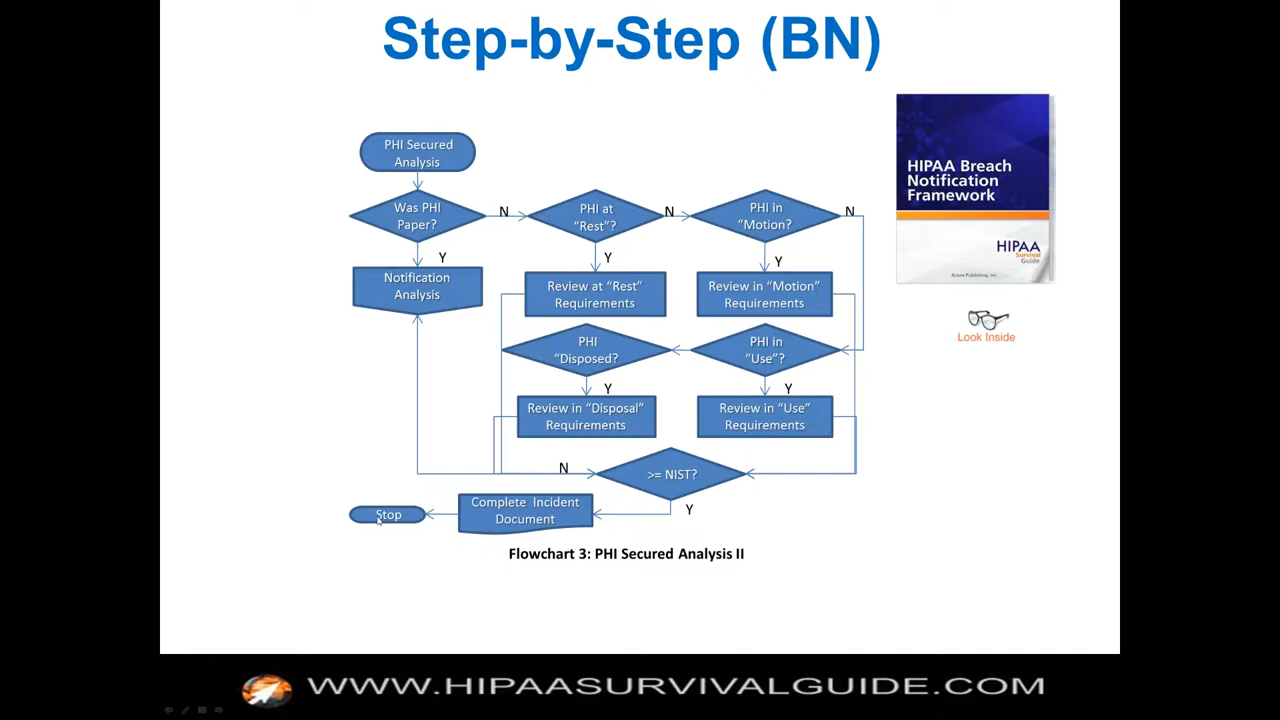 Step-by-Step (BN)
PHI Secured
Analysis
Was PHI
Paper?
N
PHI at
“Rest”?
N
PHI in
“Motion?
N
Y
Y
Y
Notification
Analysis
Review at “Rest”
Requirements
Review in “Motion”
Requirements
PHI
“Disposed?
PHI in
“Use”?
Y
Y
Review in “Disposal”
Requirements
Review in “Use”
Requirements
N
>= NIST?
Y
Complete Incident
Document
Stop
Flowchart 3: PHI Secured Analysis II
HIPAA Breach
Notification
Framework
HIPAA
Survival
Guide
3Lions Publishing, Inc.
Look Inside
WWW.HIPAASURVIVALGUIDE.COM